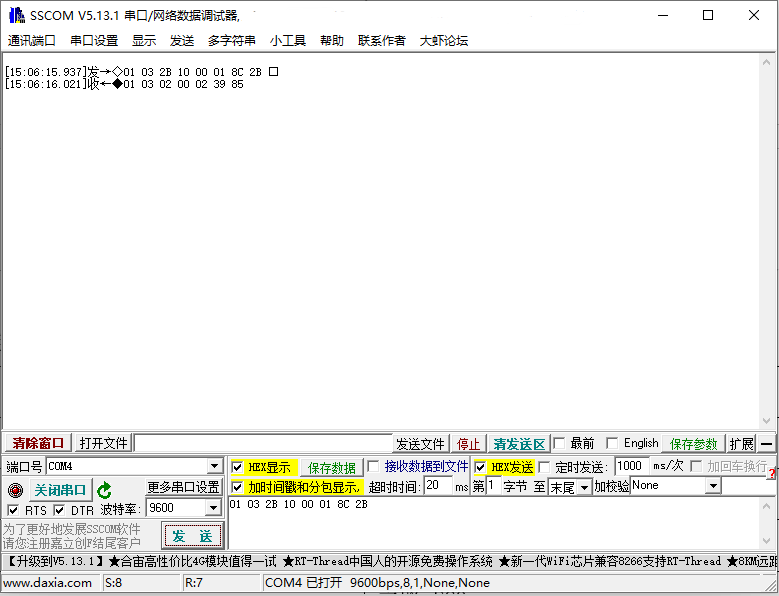 SSCOM V5.13.1 串口/网络数据调试器,
通讯端口 串口设置 显示 发送 多字符串 小工具 帮助 联系作者 大虾论坛
[15:06:15.937]发→◇01 03 2B 10 00 01 8C 2B □
[15:06:16.021]收←◆01 03 02 00 02 39 85
清除窗口 打开文件 发送文件 停止 清发送区 最前 English 保存参数 扩展 —
端口号 COM4 HEX显示 保存数据 接收数据到文件 HEX发送 定时发送: 1000 ms/次 加回车换行
关闭串口 更多串口设置 加时间戳和分包显示, 超时时间: 20 ms 第 1 字节 至 末尾 加校验 None
RTS DTR 波特率: 9600
01 03 2B 10 00 01 8C 2B
为了更好地发展SSCOM软件
请您注册嘉立创F结尾客户
发 送
【升级到V5.13.1】★合宙高性价比4G模块值得一试 ★RT-Thread中国人的开源免费操作系统 ★新一代WiFi芯片兼容8266支持RT-Thread ★8KM远距
www.daxia.com S:8 R:7 COM4 已打开 9600bps,8,1,None,None